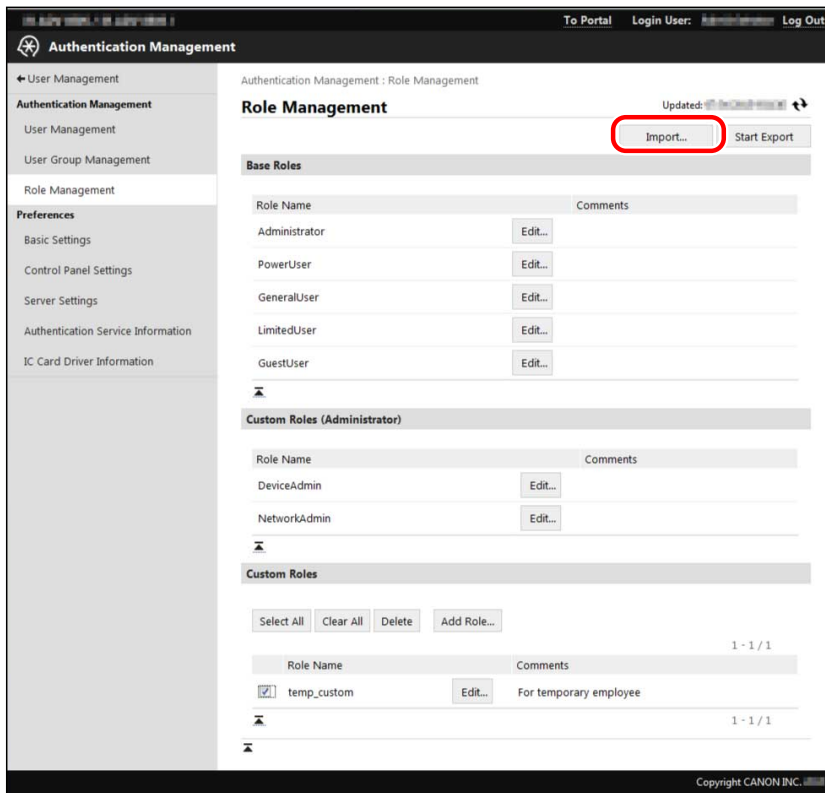 To Portal Login User: Log Out
Authentication Management
User Management
Authentication Management
User Management
User Group Management
Role Management
Preferences
Basic Settings
Control Panel Settings
Server Settings
Authentication Service Information
IC Card Driver Information
Authentication Management : Role Management
Role Management
Updated:
Import... Start Export
Base Roles
Role Name Comments
Administrator Edit...
PowerUser Edit...
GeneralUser Edit...
LimitedUser Edit...
GuestUser Edit...
Custom Roles (Administrator)
Role Name Comments
DeviceAdmin Edit...
NetworkAdmin Edit...
Custom Roles
Select All Clear All Delete Add Role...
1 - 1 / 1
Role Name Comments
temp_custom Edit... For temporary employee
1 - 1 / 1
Copyright CANON INC.